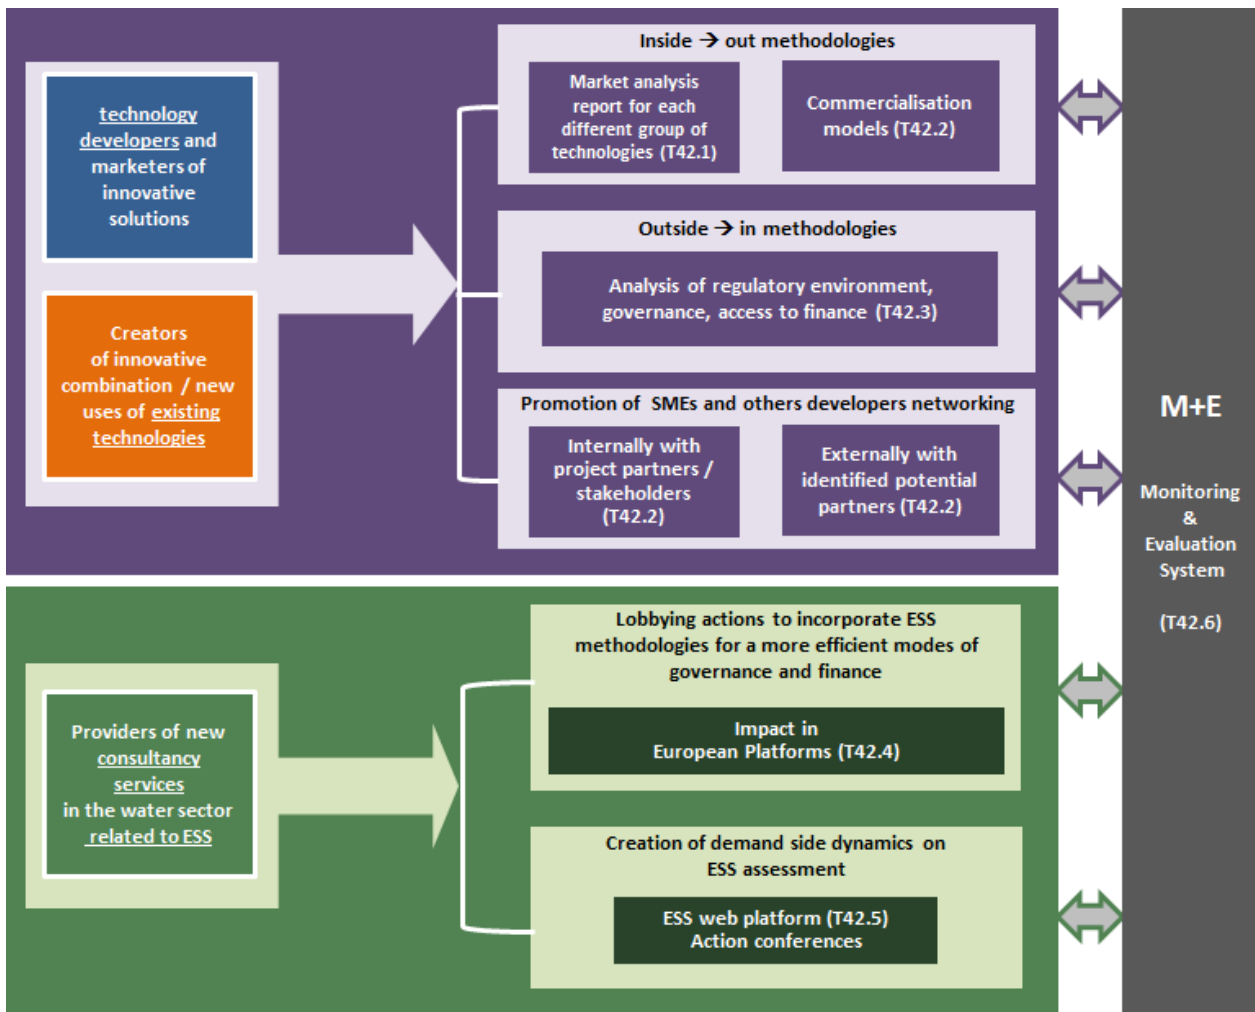 technology
developers and
marketers of
innovative
solutions
Creators
of innovative
combination / new
uses of existing
technologies
Inside → out methodologies
Market analysis
report for each
different group of
technologies (T42.1)
Commercialisation
models (T42.2)
Outside → in methodologies
Analysis of regulatory environment,
governance, access to finance (T42.3)
Promotion of SMEs and others developers networking
Internally with
project partners /
stakeholders
(T42.2)
Externally with
identified potential
partners (T42.2)
Providers of new
consultancy
services
in the water sector
related to ESS
Lobbying actions to incorporate ESS
methodologies for a more efficient modes of
governance and finance
Impact in
European Platforms (T42.4)
Creation of demand side dynamics on
ESS assessment
ESS web platform (T42.5)
Action conferences
M+E
Monitoring
&
Evaluation
System
(T42.6)